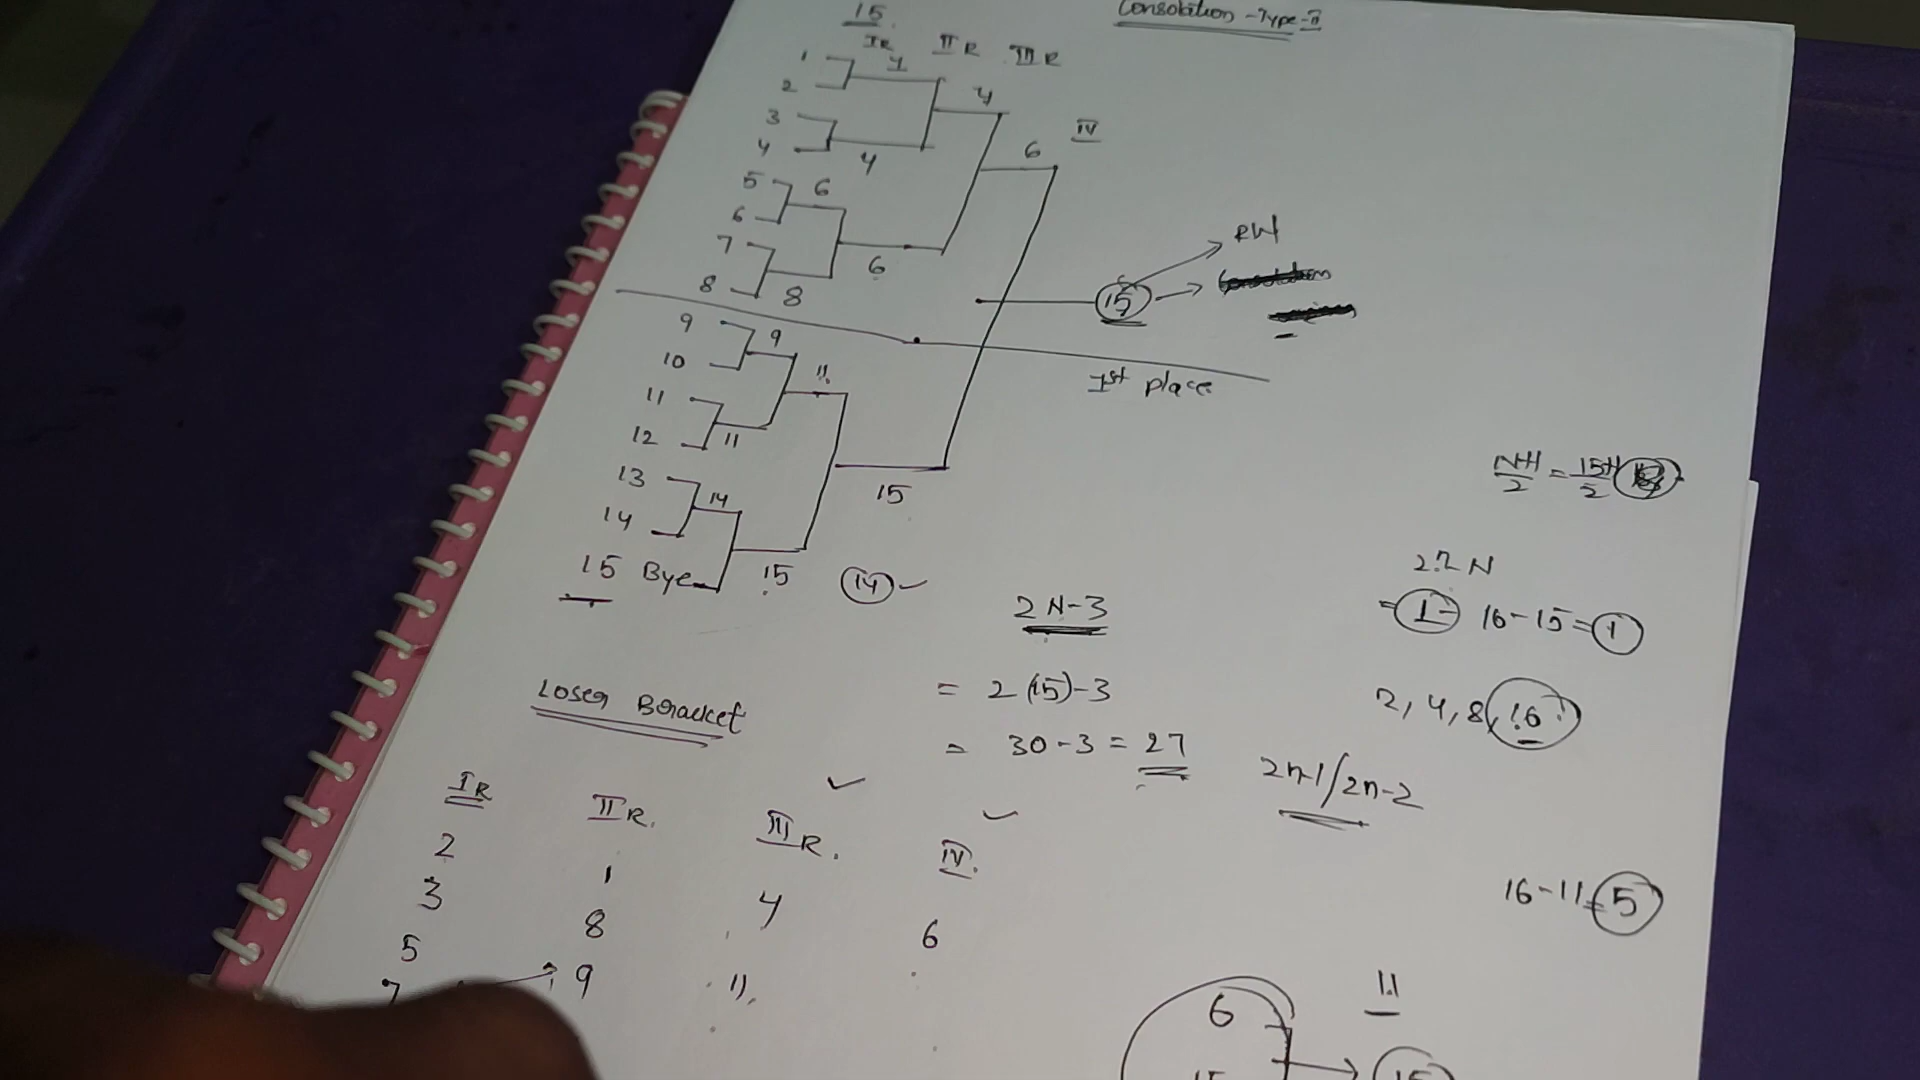 15
Consolation -Type-II
IR IIR IIIR
IV
1
1
2
4
3
4
4
6
5
6
6
7
6
8
8
15
RW
9
9
10
11
1st place
11
12
11
13
14
14
15
15 Bye
15
14
N+1/2 = 15+1/2
2 N-3
= 2 (15)-3
= 30-3 = 27
= 1 16-15 = 1
2, 4, 8, 16
2n-1/2n-2
16-11 = 5
Loser Bracket
IR IIR. IIIR. IV.
2 1 4 6
3 8 11
5 9
7
11
6
15
15